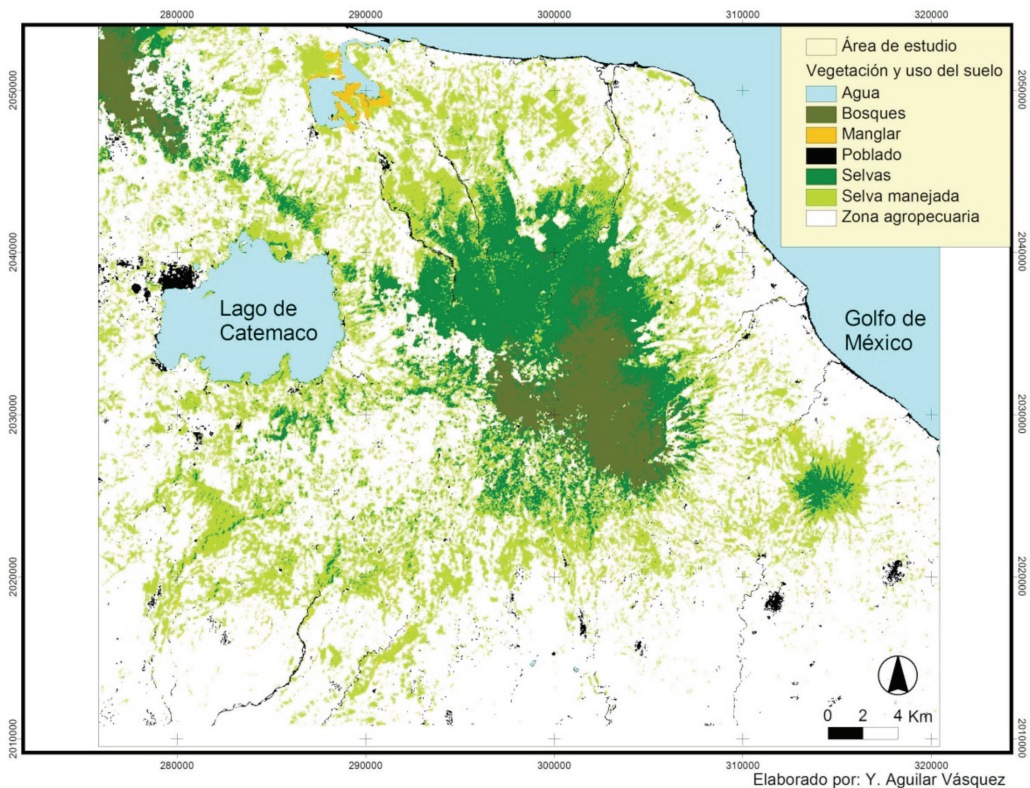 280000 290000 300000 310000 320000
2050000 2050000
2040000 2040000
2030000 2030000
2020000 2020000
2010000 2010000
Área de estudio
Vegetación y uso del suelo
Agua
Bosques
Manglar
Poblado
Selvas
Selva manejada
Zona agropecuaria
Lago de
Catemaco
Golfo de
México
0 2 4 Km
280000 290000 300000 310000 320000
Elaborado por: Y. Aguilar Vásquez